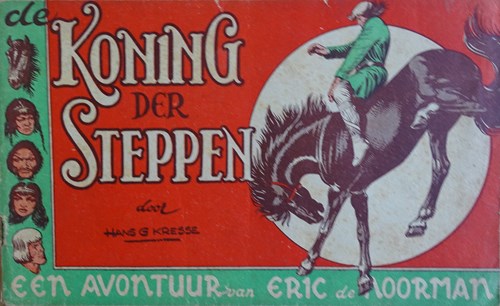 de
KONING
DER
STEPPEN
door
HANS G KRESSE
EEN AVONTUUR van ERIC de NOORMAN